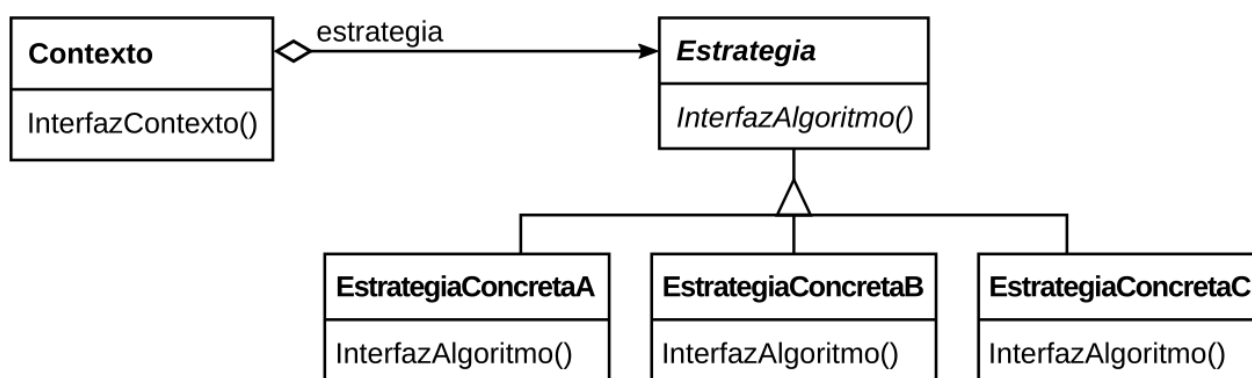 Contexto
InterfazContexto()
estrategia
Estrategia
InterfazAlgoritmo()
EstrategiaConcretaA
InterfazAlgoritmo()
EstrategiaConcretaB
InterfazAlgoritmo()
EstrategiaConcretaC
InterfazAlgoritmo()